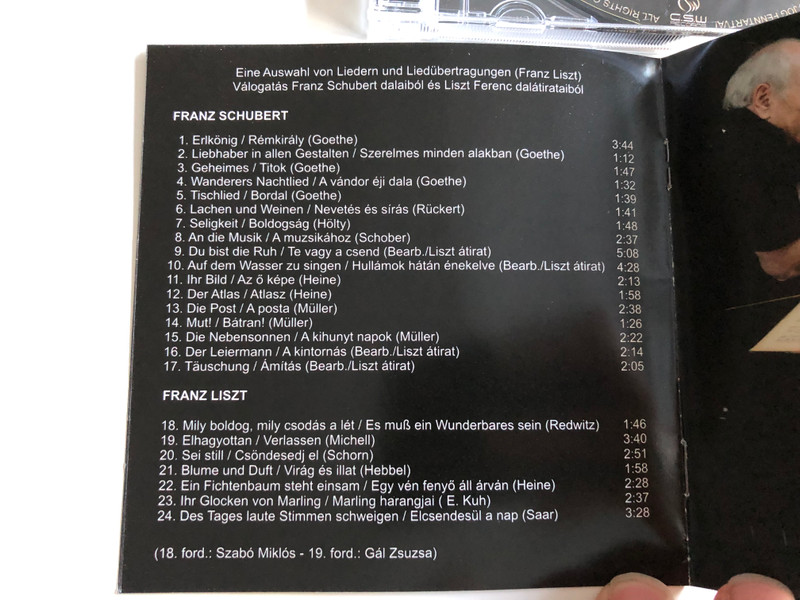 JOG FENNTARTVA!
ALL RIGHTS
Eine Auswahl von Liedern und Liedübertragungen (Franz Liszt)
Válogatás Franz Schubert dalaiból és Liszt Ferenc dalátirataiból
FRANZ SCHUBERT
1. Erlkönig / Rémkirály (Goethe) 3:44
2. Liebhaber in allen Gestalten / Szerelmes minden alakban (Goethe) 1:12
3. Geheimes / Titok (Goethe) 1:47
4. Wanderers Nachtlied / A vándor éji dala (Goethe) 1:32
5. Tischlied / Bordal (Goethe) 1:39
6. Lachen und Weinen / Nevetés és sírás (Rückert) 1:41
7. Seligkeit / Boldogság (Hölty) 1:48
8. An die Musik / A muzsikához (Schober) 2:37
9. Du bist die Ruh / Te vagy a csend (Bearb./Liszt átirat) 5:08
10. Auf dem Wasser zu singen / Hullámok hátán énekelve (Bearb./Liszt átirat) 4:28
11. Ihr Bild / Az ő képe (Heine) 2:13
12. Der Atlas / Atlasz (Heine) 1:58
13. Die Post / A posta (Müller) 2:38
14. Mut! / Bátran! (Müller) 1:26
15. Die Nebensonnen / A kihunyt napok (Müller) 2:22
16. Der Leiermann / A kintornás (Bearb./Liszt átirat) 2:14
17. Täuschung / Ámítás (Bearb./Liszt átirat) 2:05
FRANZ LISZT
18. Mily boldog, mily csodás a lét / Es muß ein Wunderbares sein (Redwitz) 1:46
19. Elhagyottan / Verlassen (Michell) 3:40
20. Sei still / Csöndesedj el (Schorn) 2:51
21. Blume und Duft / Virág és illat (Hebbel) 1:58
22. Ein Fichtenbaum steht einsam / Egy vén fenyő áll árván (Heine) 2:28
23. Ihr Glocken von Marling / Marling harangjai ( E. Kuh) 2:37
24. Des Tages laute Stimmen schweigen / Elcsendesül a nap (Saar) 3:28
(18. ford.: Szabó Miklós - 19. ford.: Gál Zsuzsa)